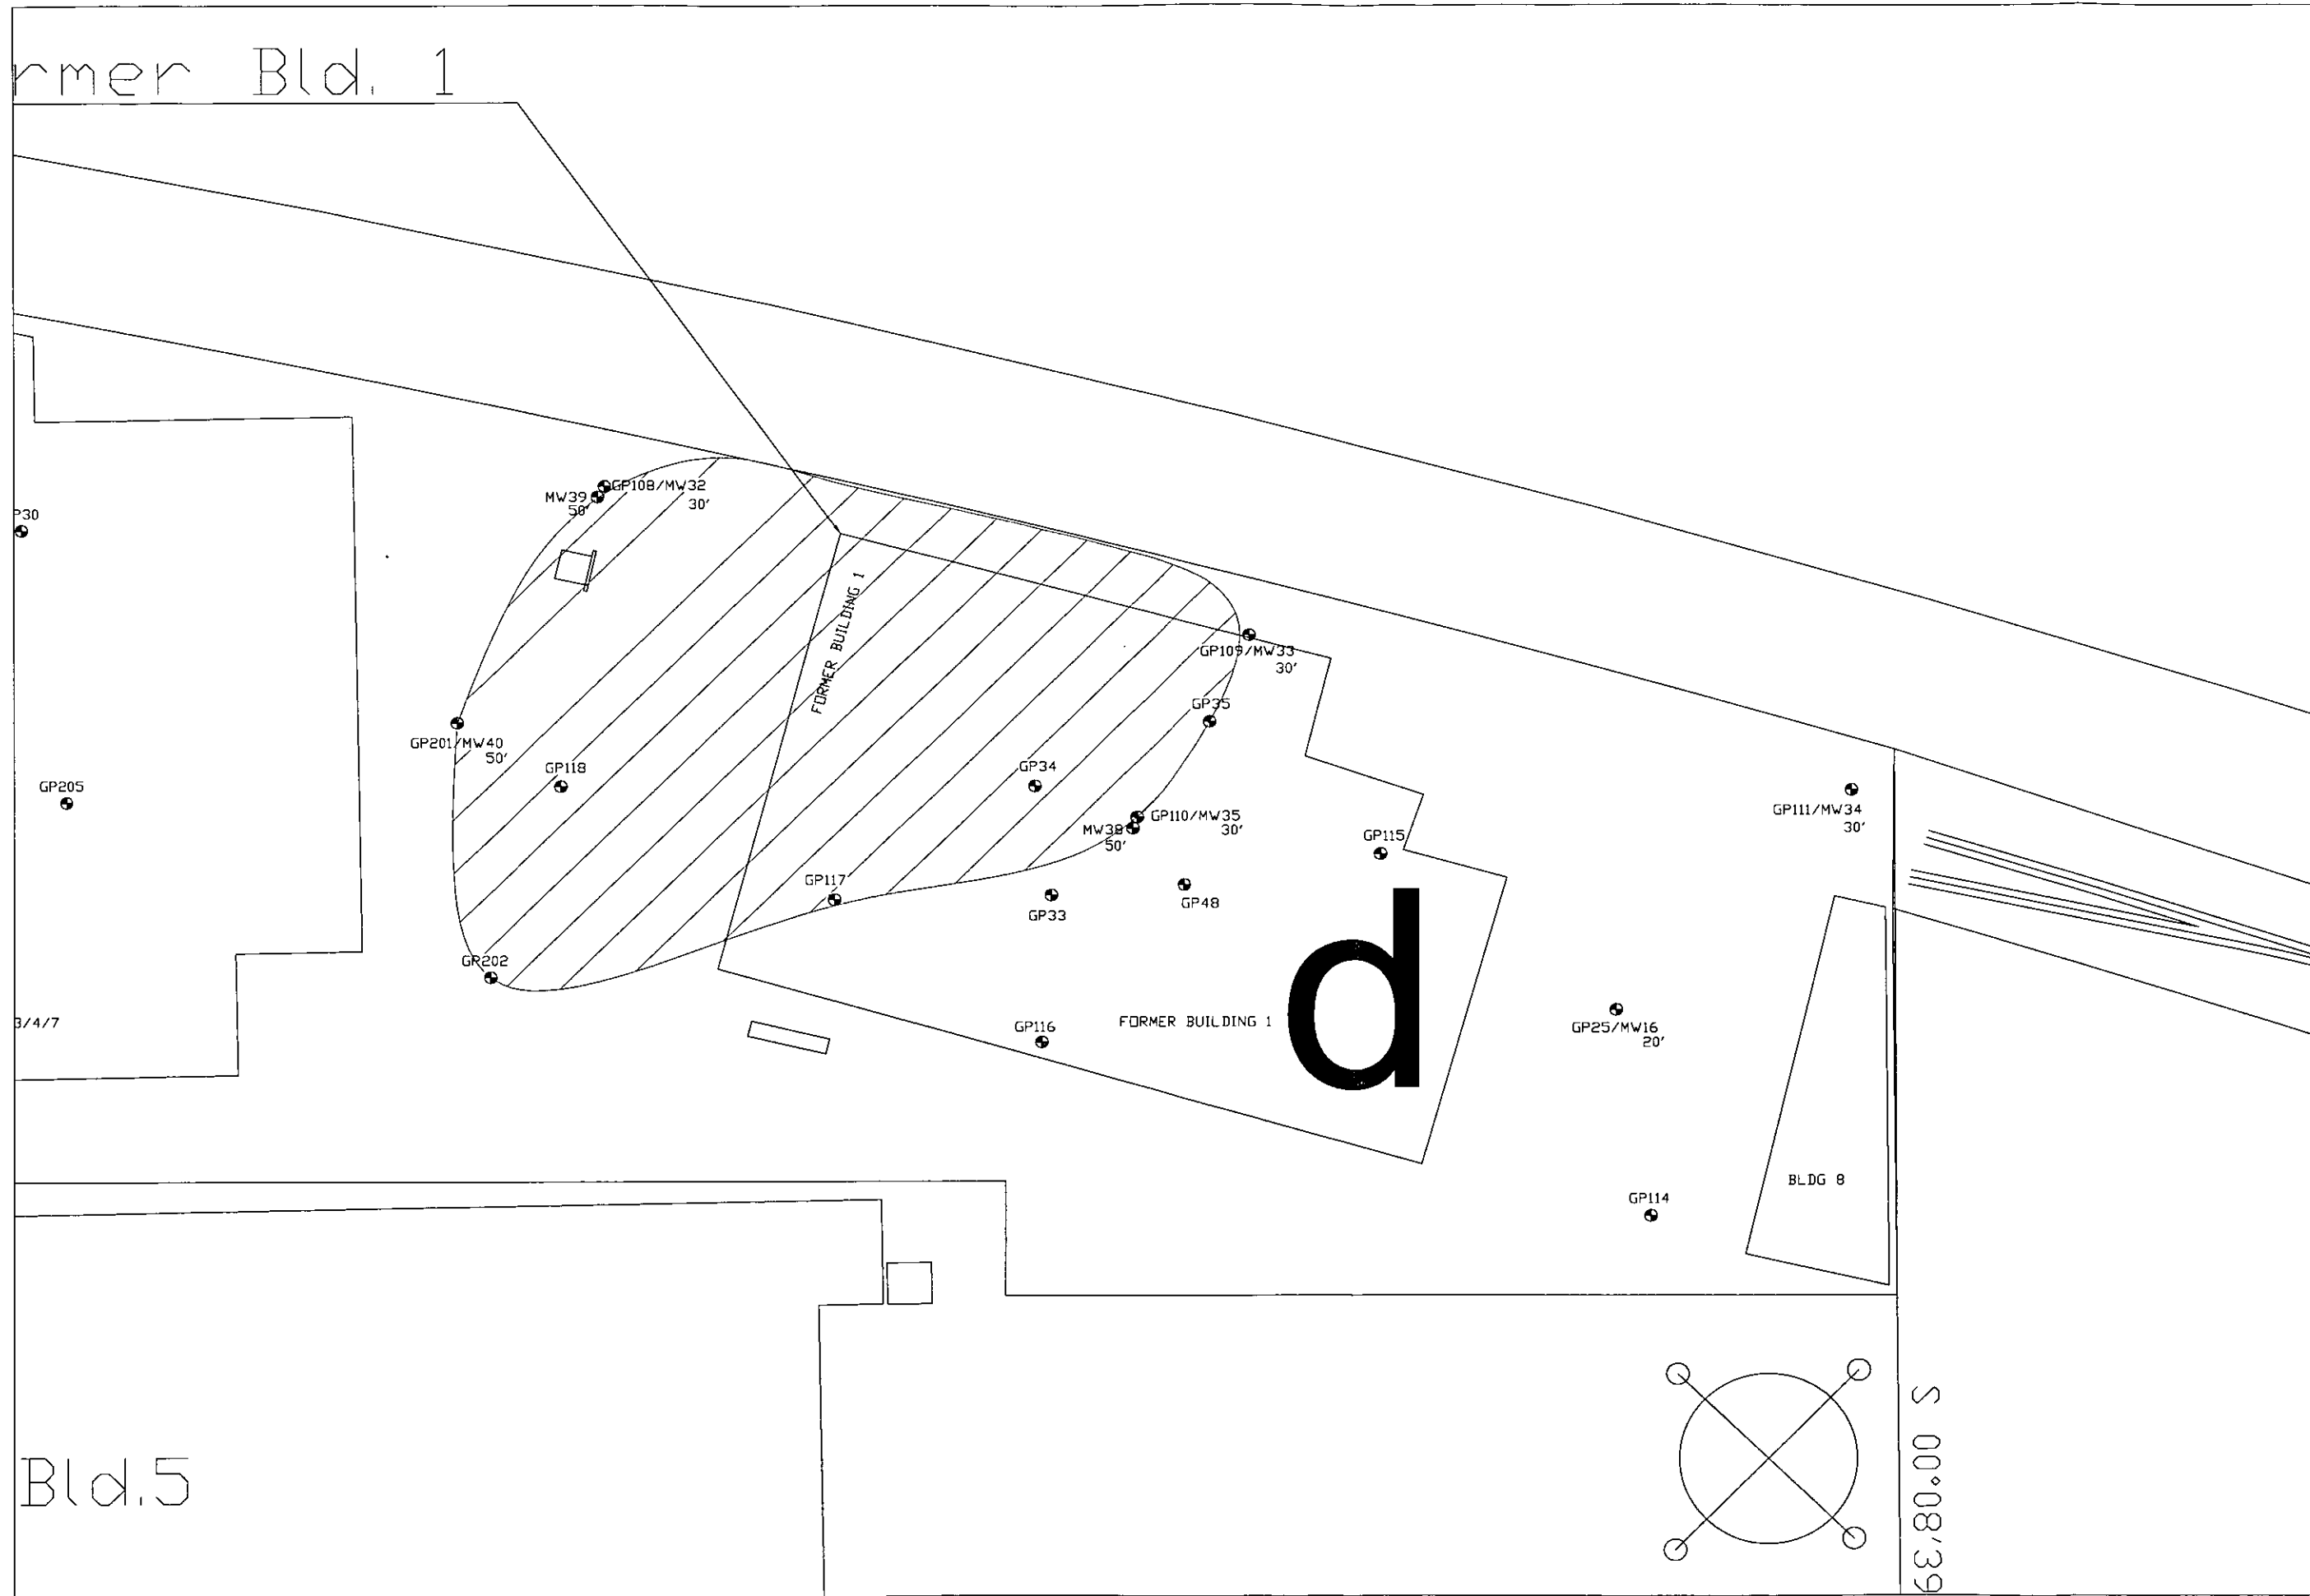 rmer Bld. 1
MW39
50'
GP108/MW32
30'
P30
FORMER BUILDING 1
GP109/MW33
30'
GP35
GP201/MW40
50'
GP118
GP34
GP205
GP110/MW35
30'
MW38
50'
GP115
GP111/MW34
30'
GP117
GP33
GP48
d
GP202
3/4/7
GP116
FORMER BUILDING 1
GP25/MW16
20'
BLDG 8
GP114
Bld.5
S 00°08'39